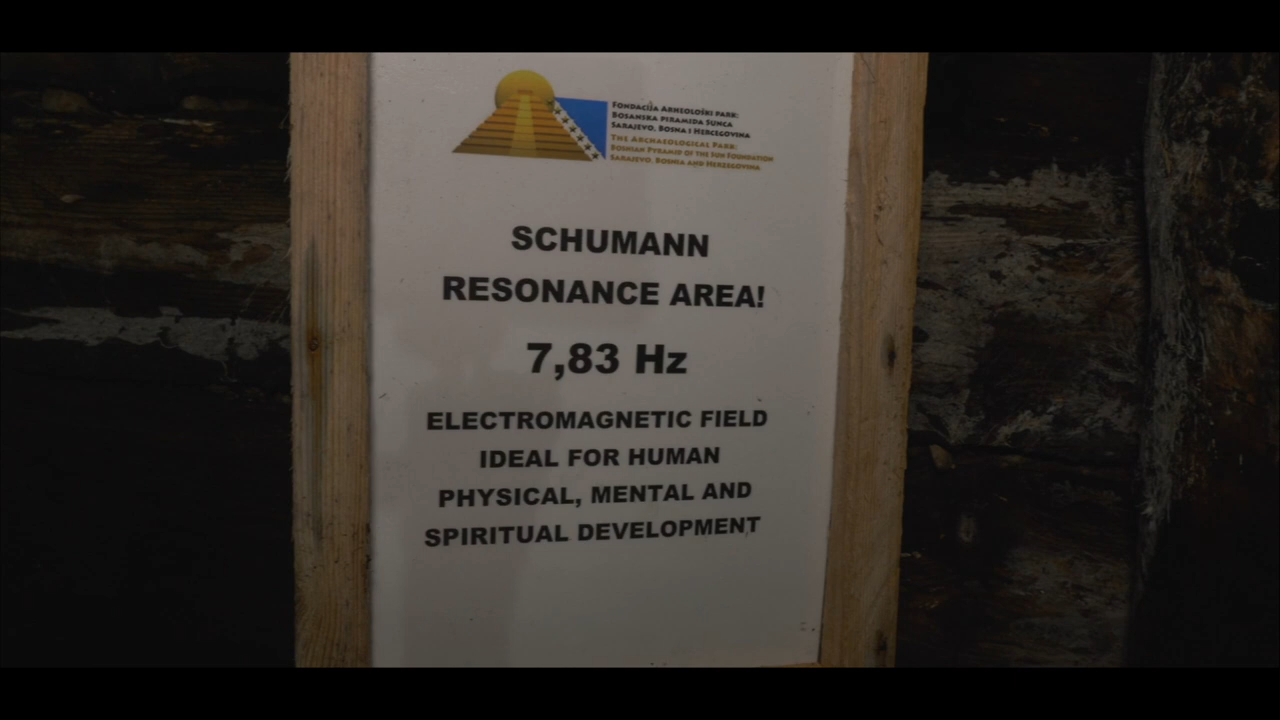 FONDACIJA ARHEOLOŠKI PARK:
BOSANSKA PIRAMIDA SUNCA
SARAJEVO, BOSNA I HERCEGOVINA
THE ARCHAEOLOGICAL PARK:
BOSNIAN PYRAMID OF THE SUN FOUNDATION
SARAJEVO, BOSNIA AND HERZEGOVINA
SCHUMANN
RESONANCE AREA!
7,83 Hz
ELECTROMAGNETIC FIELD
IDEAL FOR HUMAN
PHYSICAL, MENTAL AND
SPIRITUAL DEVELOPMENT